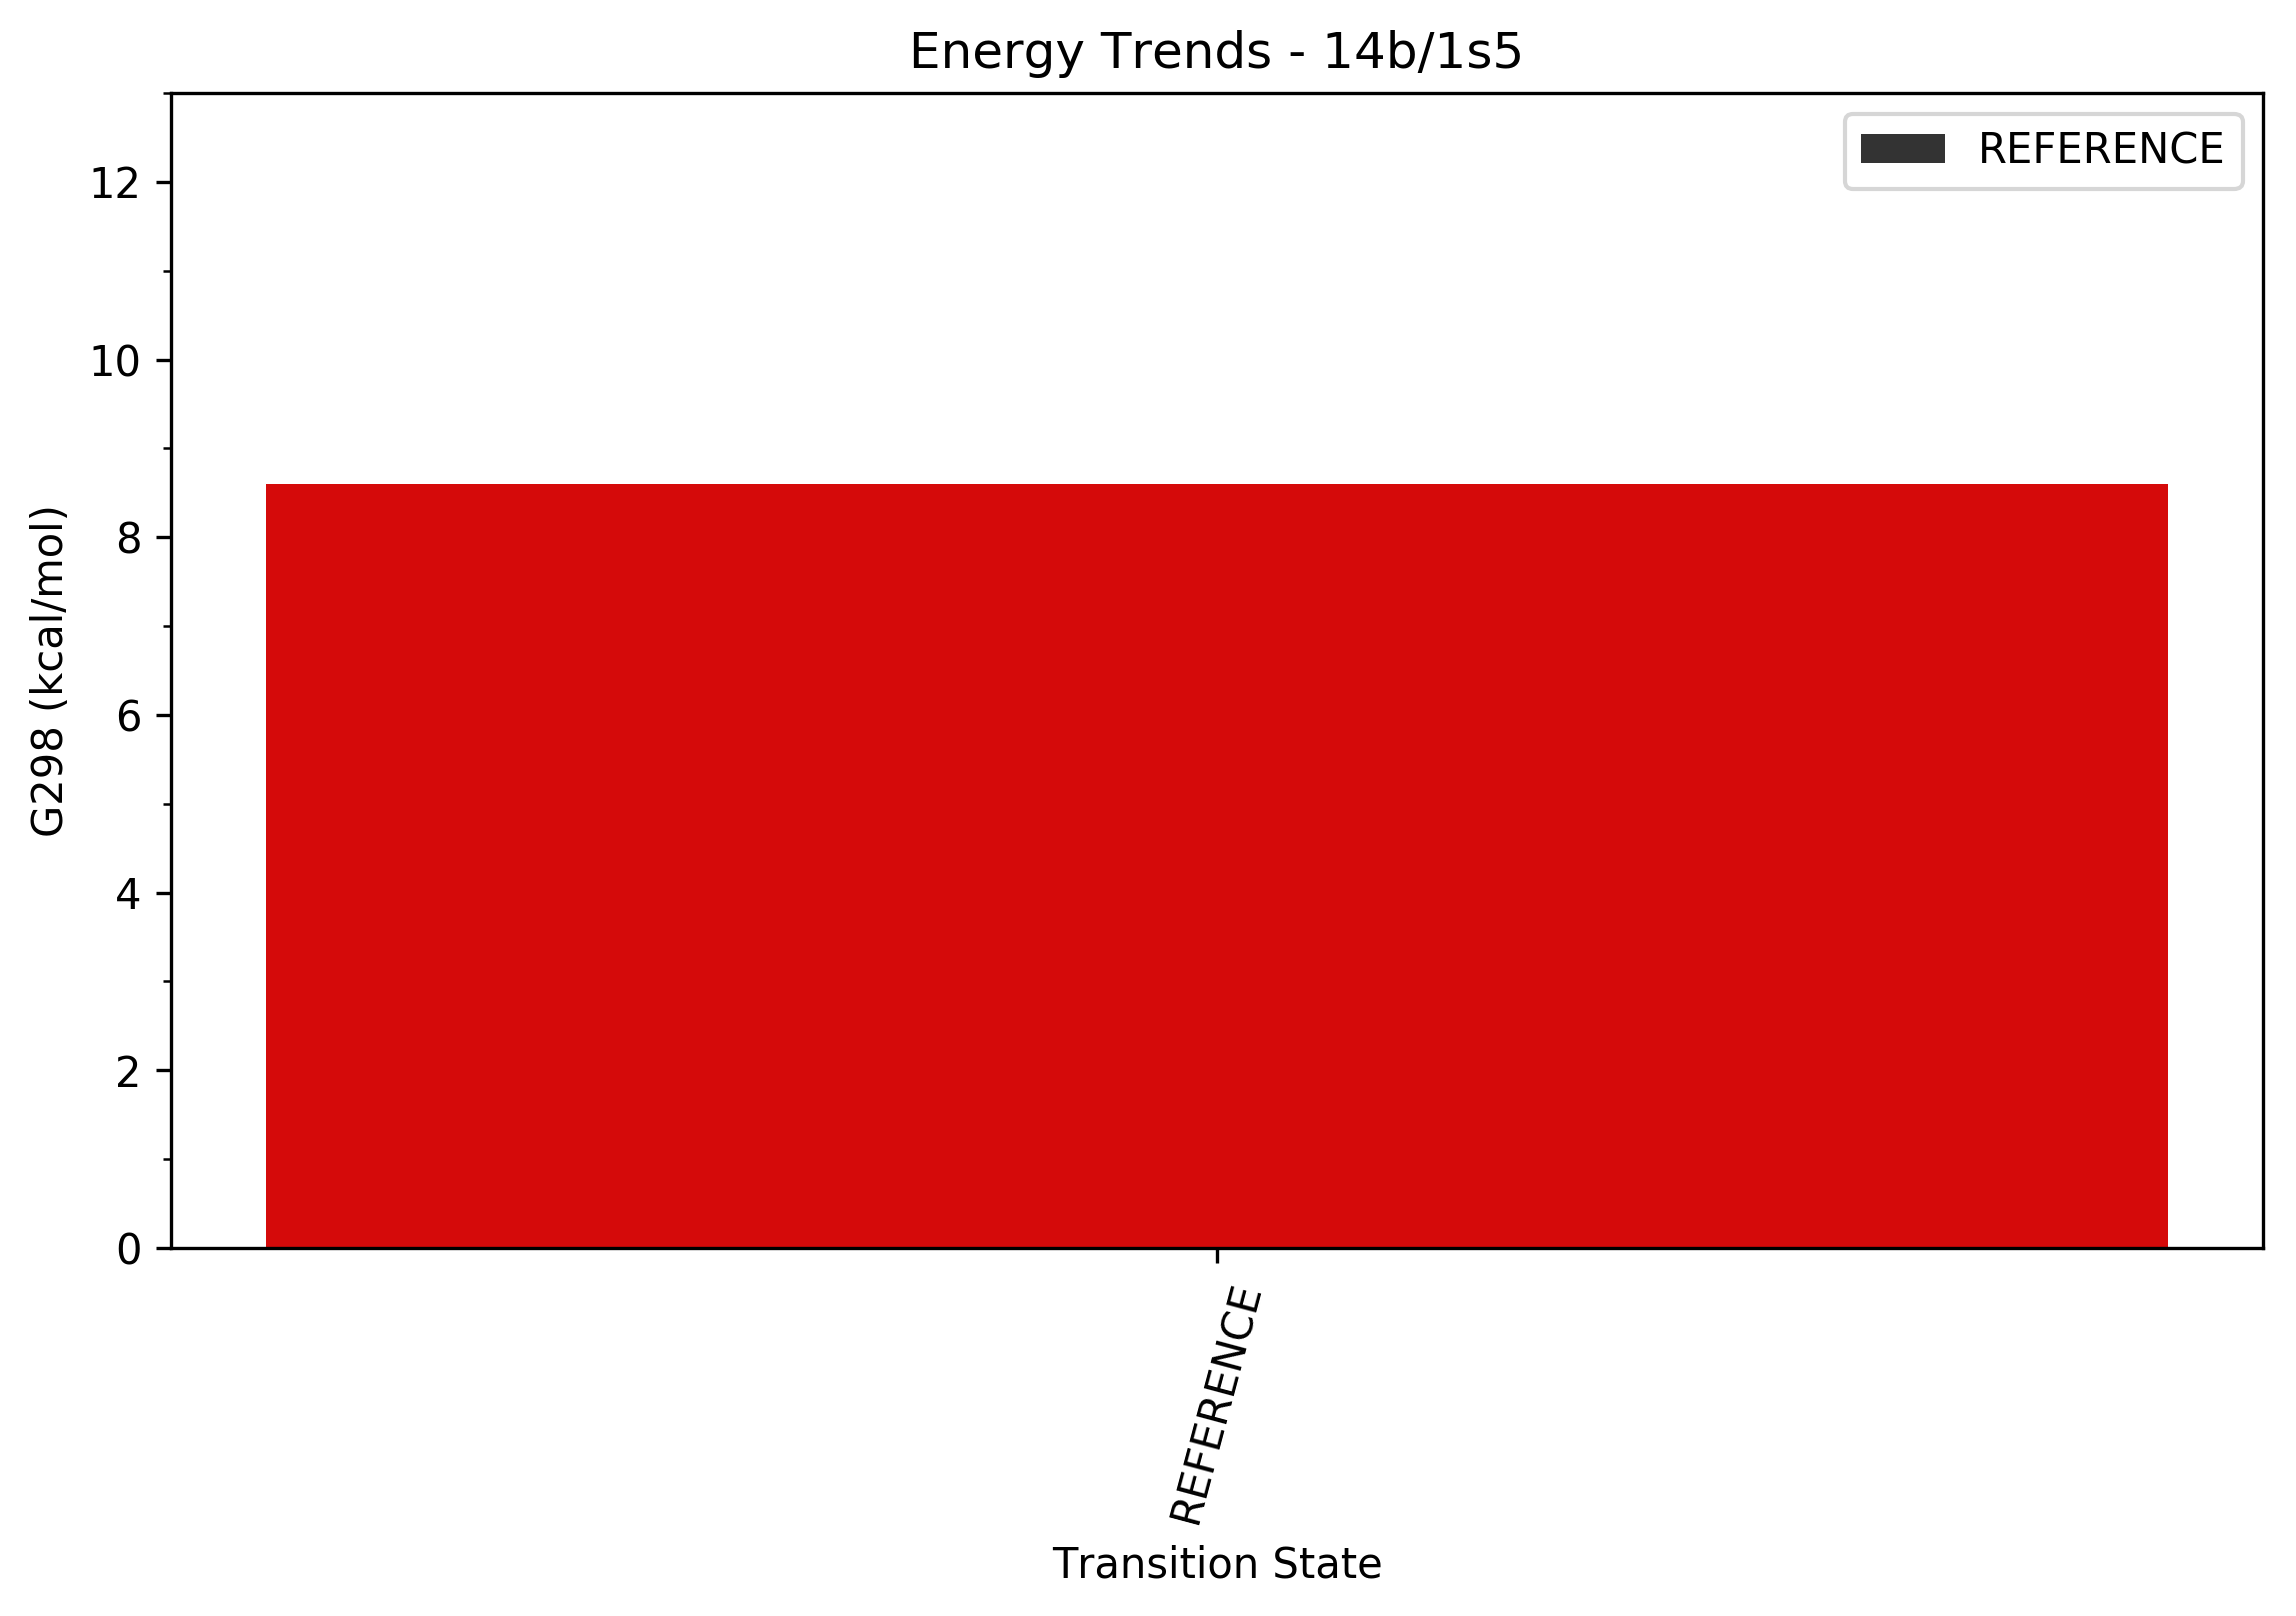 Energy Trends - 14b/1s5
REFERENCE
12
10
8
6
4
2
0
G298 (kcal/mol)
REFERENCE
Transition State